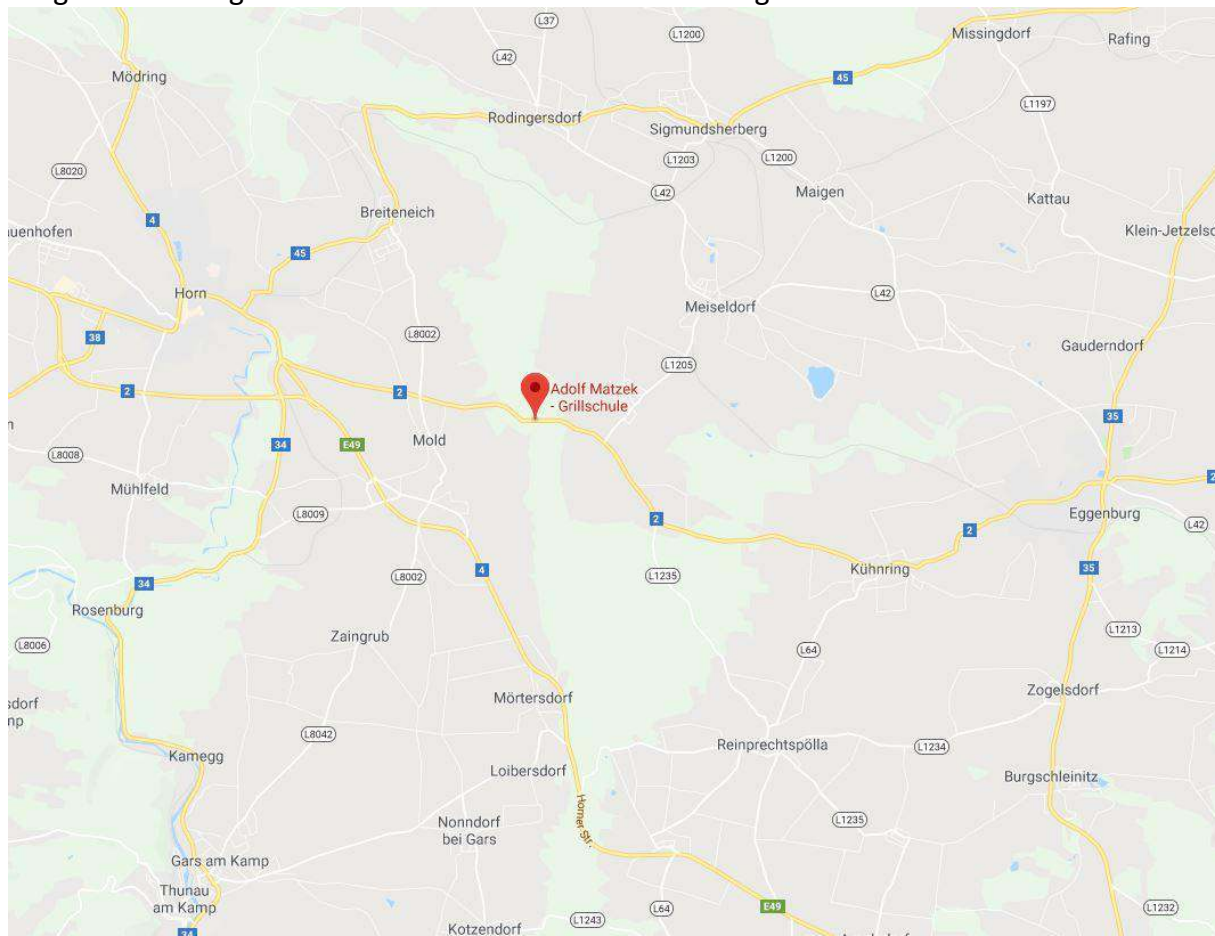 L37
L1200
Missingdorf
Rafing
L42
45
Mödring
L1197
Rodingersdorf
Sigmundsherberg
L1203
L1200
L8020
L42
Maigen
Kattau
4
Breiteneich
auenhofen
45
Klein-Jetzelsd
Horn
L42
Meiseldorf
38
L8002
Gauderndorf
L1205
2
2
Adolf Matzek
- Grillschule
35
34
E49
Mold
L8008
Mühlfeld
L8009
2
2
2
Eggenburg
L42
34
L8002
4
L1235
Kühnring
35
Rosenburg
L8006
Zaingrub
L1213
L64
L1214
sdorf
mp
Mörtersdorf
Zogelsdorf
L8042
Reinprechtspölla
L1234
Kamegg
Loibersdorf
Burgschleinitz
Horner Str.
Nonndorf
bei Gars
L1235
Gars am Kamp
Thunau
am Kamp
34
Kotzendorf
L1243
L64
E49
L1232